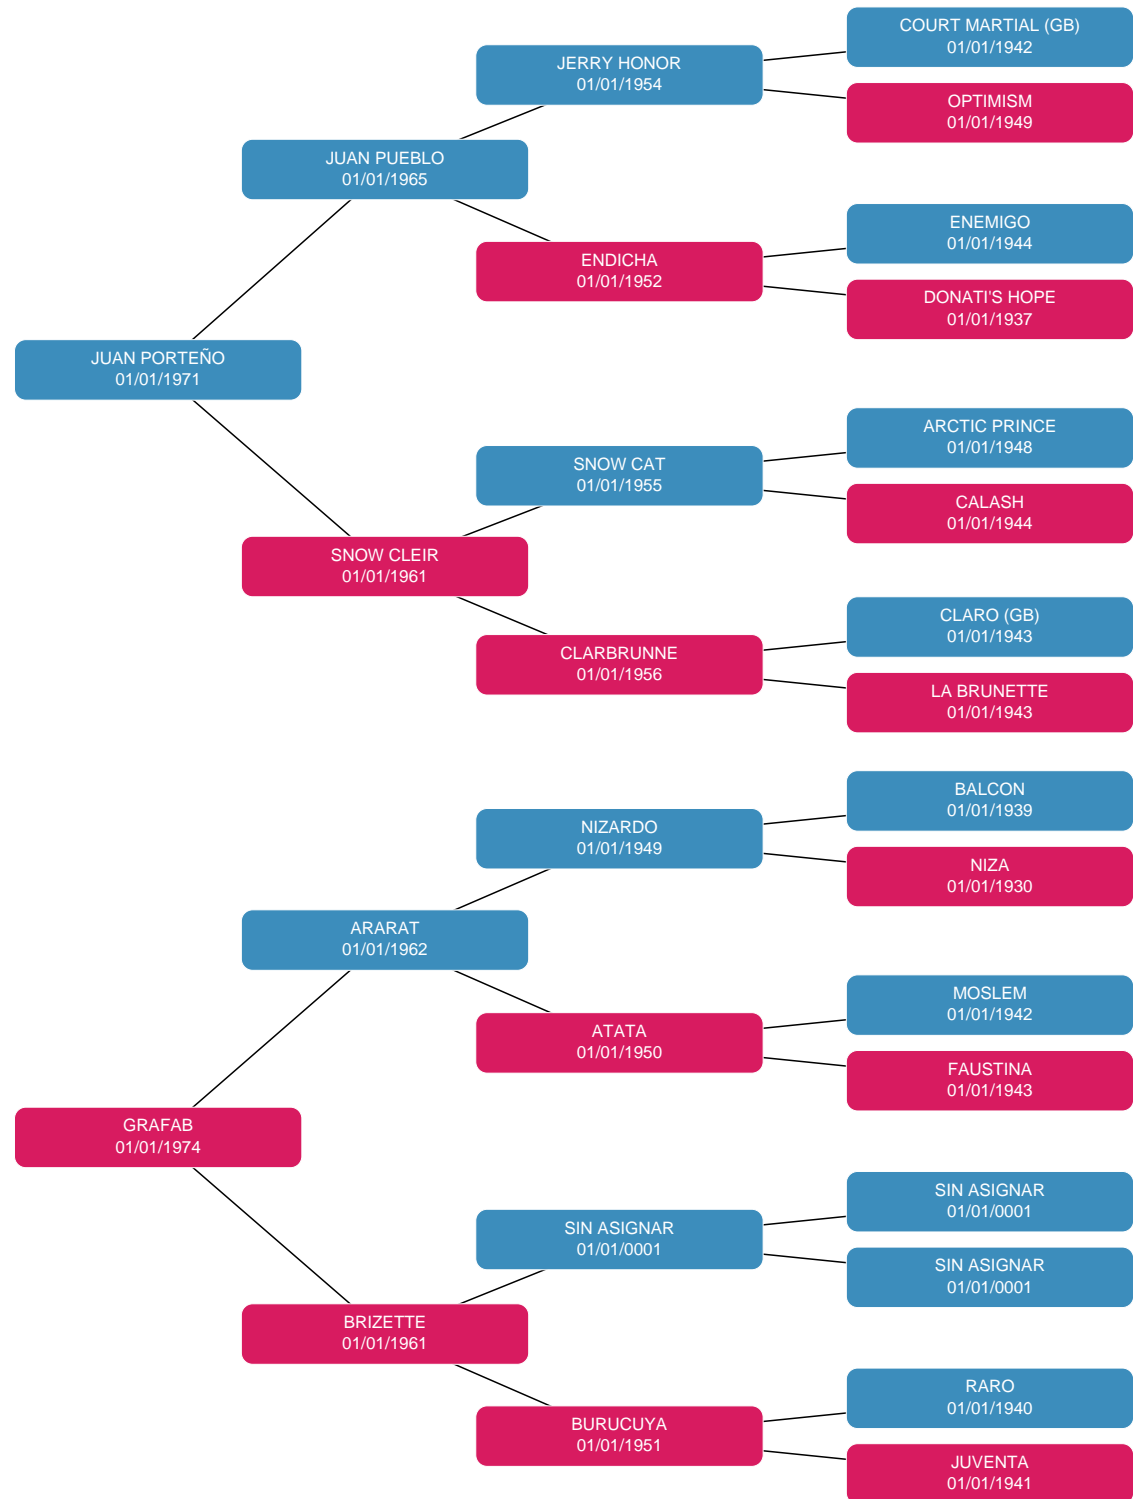 COURT MARTIAL (GB)
01/01/1942
JERRY HONOR
01/01/1954
OPTIMISM
01/01/1949
JUAN PUEBLO
01/01/1965
ENEMIGO
01/01/1944
ENDICHA
01/01/1952
DONATI'S HOPE
01/01/1937
JUAN PORTEÑO
01/01/1971
ARCTIC PRINCE
01/01/1948
SNOW CAT
01/01/1955
CALASH
01/01/1944
SNOW CLEIR
01/01/1961
CLARO (GB)
01/01/1943
CLARBRUNNE
01/01/1956
LA BRUNETTE
01/01/1943
BALCON
01/01/1939
NIZARDO
01/01/1949
NIZA
01/01/1930
ARARAT
01/01/1962
MOSLEM
01/01/1942
ATATA
01/01/1950
FAUSTINA
01/01/1943
GRAFAB
01/01/1974
SIN ASIGNAR
01/01/0001
SIN ASIGNAR
01/01/0001
SIN ASIGNAR
01/01/0001
BRIZETTE
01/01/1961
RARO
01/01/1940
BURUCUYA
01/01/1951
JUVENTA
01/01/1941